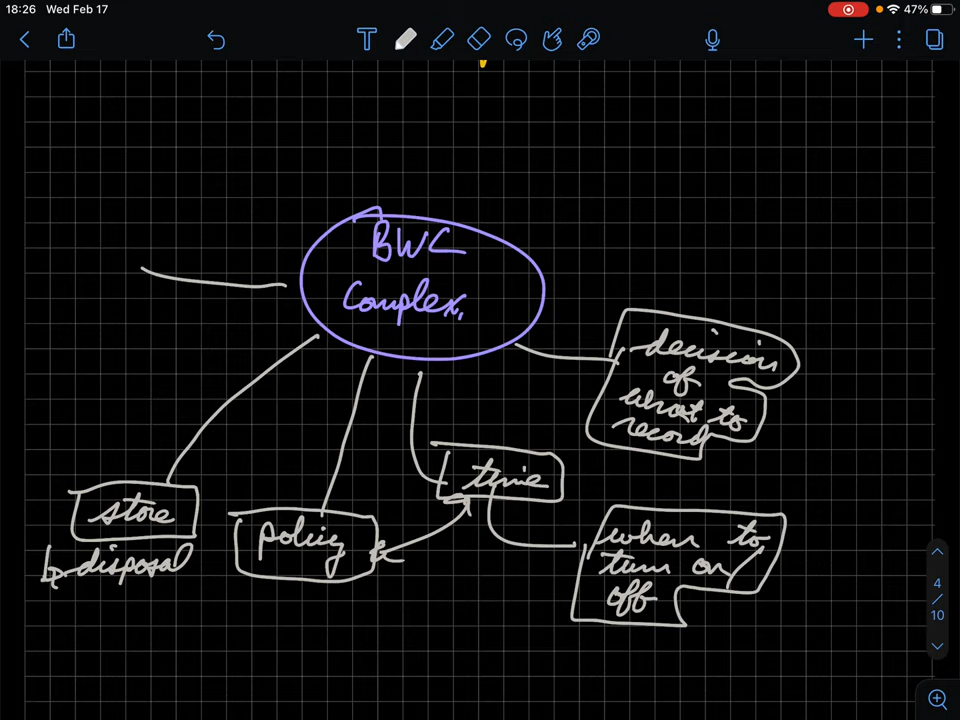 18:26 Wed Feb 17
47%
BWC
Complex,
decision
of
what to
record
time
store
policy
when to
turn on/
off
↳ disposal
4
/
10